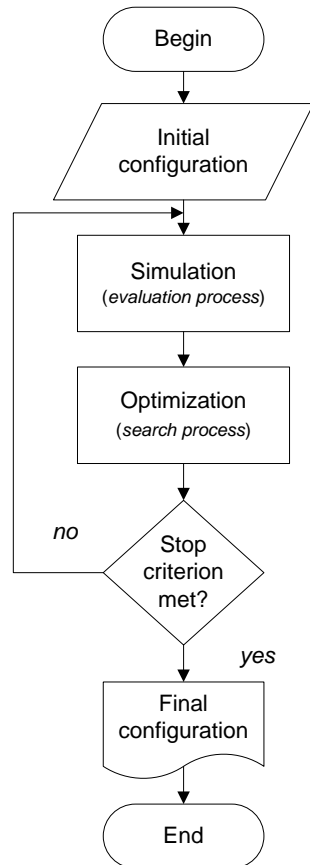 Begin
Initial
configuration
Simulation
(evaluation process)
Optimization
(search process)
no
Stop
criterion
met?
yes
Final
configuration
End